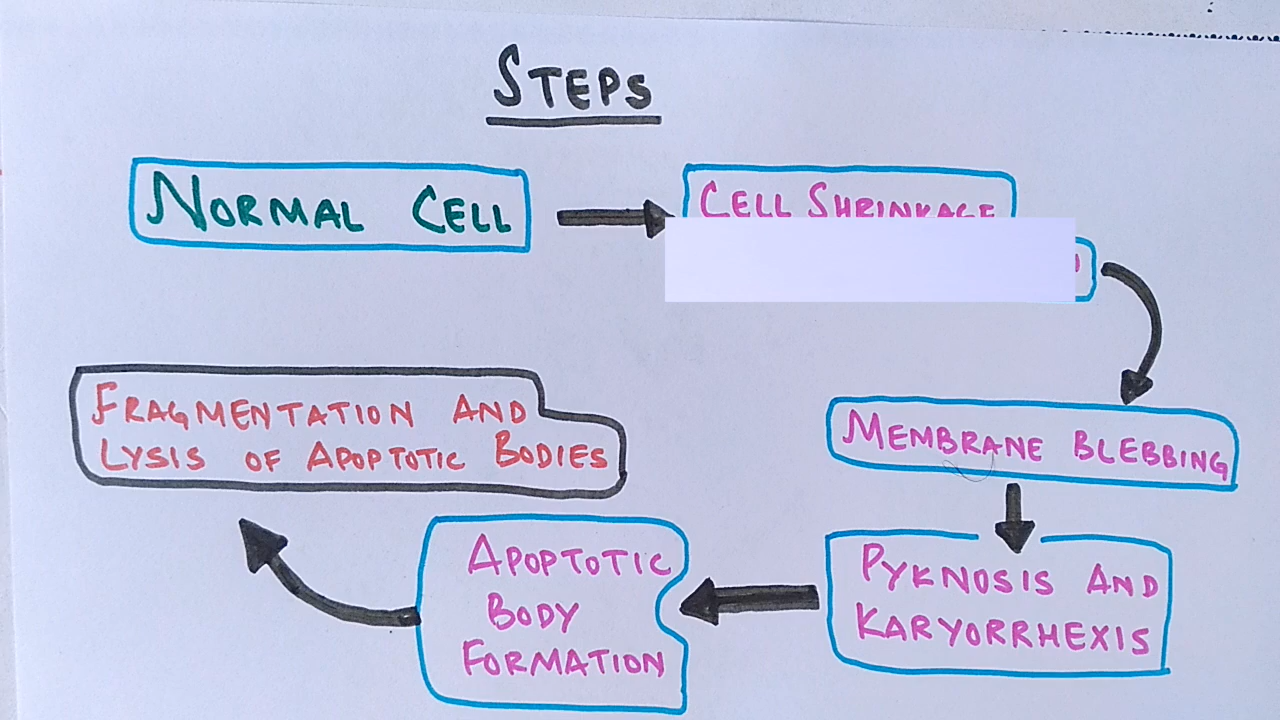 STEPS
NORMAL CELL
CELL SHRINKAGE
MEMBRANE BLEBBING
PYKNOSIS AND
KARYORRHEXIS
APOPTOTIC
BODY
FORMATION
FRAGMENTATION AND
LYSIS OF APOPTOTIC BODIES